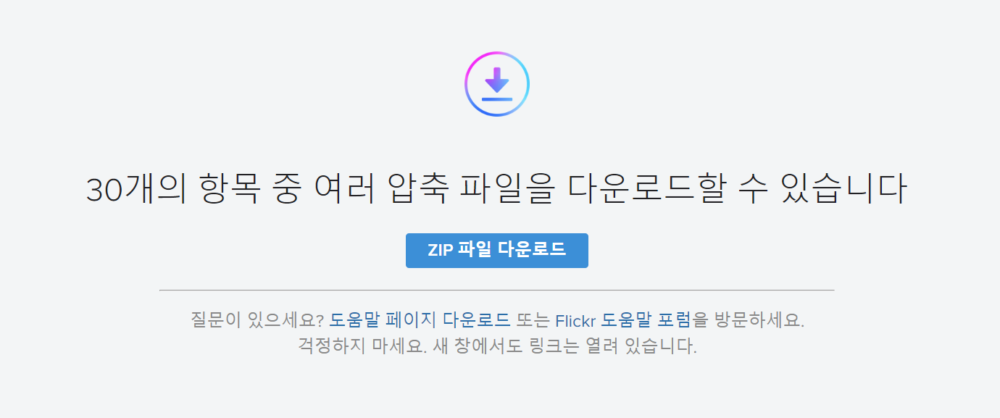 30개의 항목 중 여러 압축 파일을 다운로드할 수 있습니다
ZIP 파일 다운로드
질문이 있으세요? 도움말 페이지 다운로드 또는 Flickr 도움말 포럼을 방문하세요.
걱정하지 마세요. 새 창에서도 링크는 열려 있습니다.